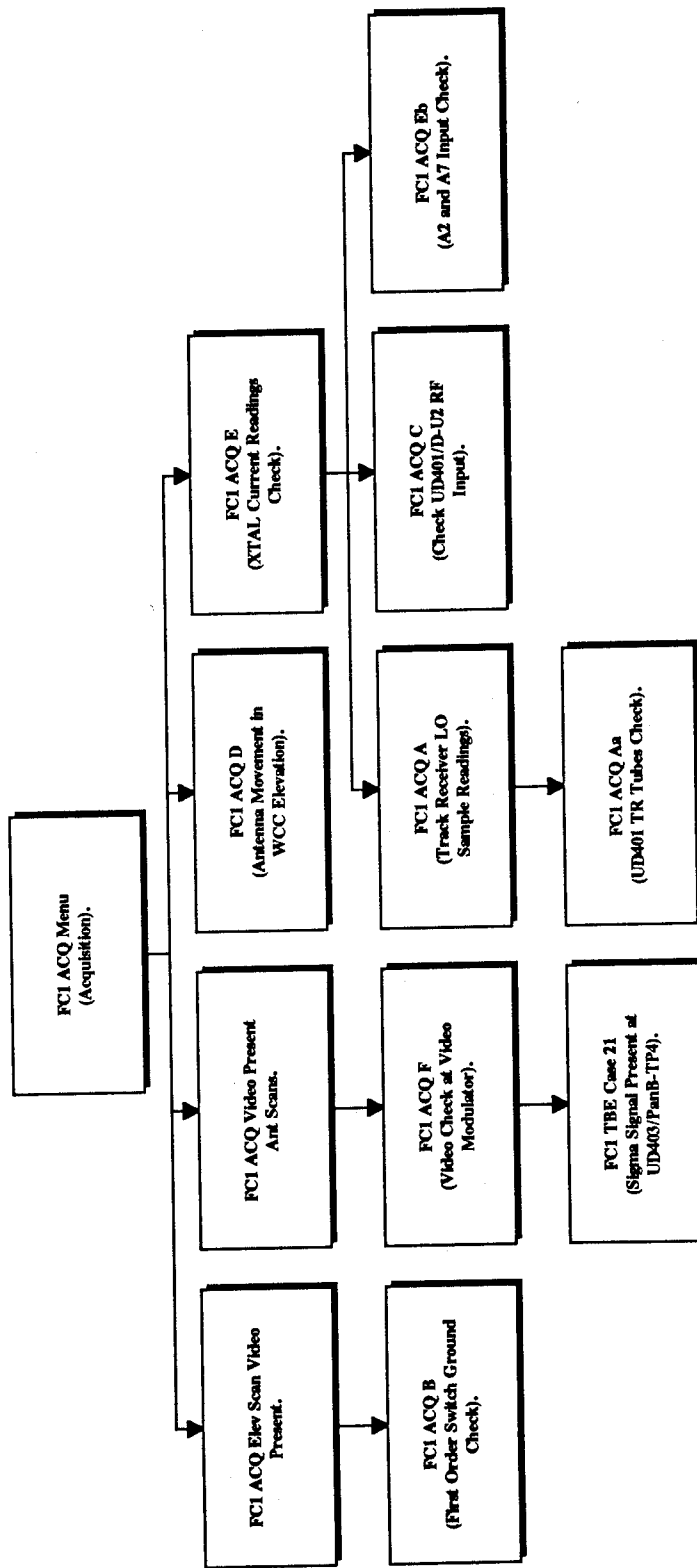 FC1 ACQ Menu
(Acquisition).
FC1 ACQ Elev Scan Video
Present.
FC1 ACQ Video Present
Ant Scans.
FC1 ACQ D
(Antenna Movement in
WCC Elevation).
FC1 ACQ E
(XTAL Current Readings
Check).
FC1 ACQ B
(First Order Switch Ground
Check).
FC1 ACQ F
(Video Check at Video
Modulator).
FC1 ACQ A
(Track Receiver LO
Sample Readings).
FC1 ACQ C
(Check UD401/D-U2 RF
Input).
FC1 ACQ Eb
(A2 and A7 Input Check).
FC1 TBE Case 21
(Sigma Signal Present at
UD403/PanB-TP4).
FC1 ACQ Aa
(UD401 TR Tubes Check).